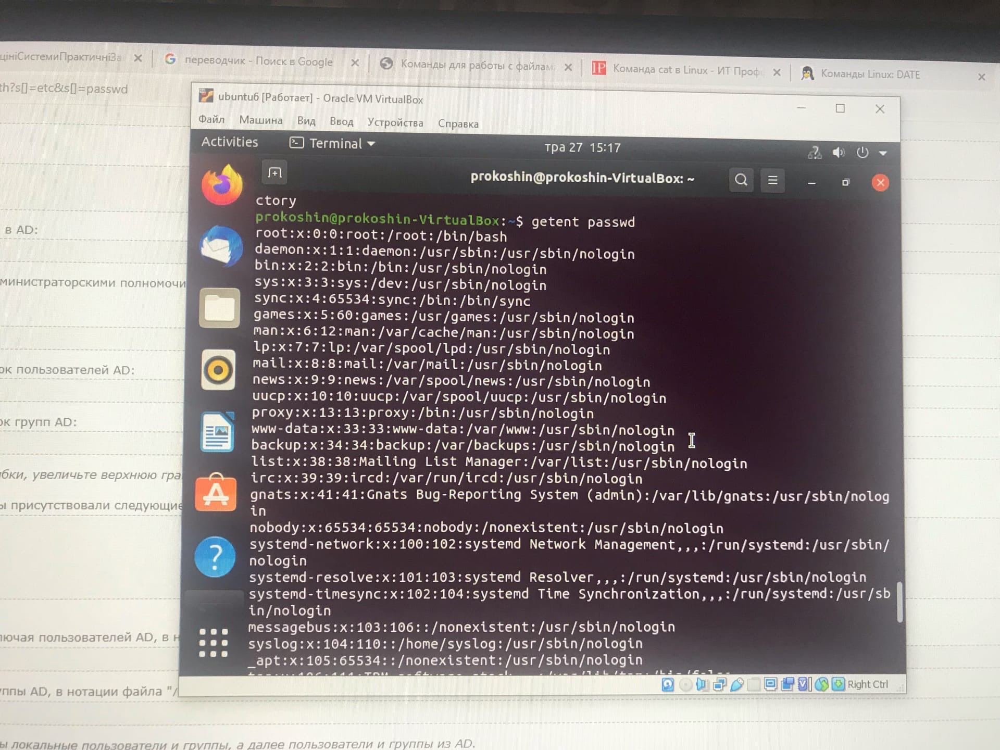 переводчик - Поиск в Google
Команды для работы с файлам
Команда cat в Linux - ИТ Проф
Команды Linux: DATE
th?s[]=etc&s[]=passwd
ubuntu6 [Работает] - Oracle VM VirtualBox
Файл Машина Вид Ввод Устройства Справка
Activities Terminal тра 27 15:17
prokoshin@prokoshin-VirtualBox: ~
ctory
prokoshin@prokoshin-VirtualBox:~$ getent passwd
root:x:0:0:root:/root:/bin/bash
daemon:x:1:1:daemon:/usr/sbin:/usr/sbin/nologin
bin:x:2:2:bin:/bin:/usr/sbin/nologin
sys:x:3:3:sys:/dev:/usr/sbin/nologin
sync:x:4:65534:sync:/bin:/bin/sync
games:x:5:60:games:/usr/games:/usr/sbin/nologin
man:x:6:12:man:/var/cache/man:/usr/sbin/nologin
lp:x:7:7:lp:/var/spool/lpd:/usr/sbin/nologin
mail:x:8:8:mail:/var/mail:/usr/sbin/nologin
news:x:9:9:news:/var/spool/news:/usr/sbin/nologin
uucp:x:10:10:uucp:/var/spool/uucp:/usr/sbin/nologin
proxy:x:13:13:proxy:/bin:/usr/sbin/nologin
www-data:x:33:33:www-data:/var/www:/usr/sbin/nologin
backup:x:34:34:backup:/var/backups:/usr/sbin/nologin
list:x:38:38:Mailing List Manager:/var/list:/usr/sbin/nologin
irc:x:39:39:ircd:/var/run/ircd:/usr/sbin/nologin
gnats:x:41:41:Gnats Bug-Reporting System (admin):/var/lib/gnats:/usr/sbin/nolog
in
nobody:x:65534:65534:nobody:/nonexistent:/usr/sbin/nologin
systemd-network:x:100:102:systemd Network Management,,,:/run/systemd:/usr/sbin/
nologin
systemd-resolve:x:101:103:systemd Resolver,,,:/run/systemd:/usr/sbin/nologin
systemd-timesync:x:102:104:systemd Time Synchronization,,,:/run/systemd:/usr/sb
in/nologin
messagebus:x:103:106::/nonexistent:/usr/sbin/nologin
syslog:x:104:110::/home/syslog:/usr/sbin/nologin
_apt:x:105:65534::/nonexistent:/usr/sbin/nologin
Right Ctrl
в AD:
министраторскими полномочи
ок пользователей AD:
ок групп AD:
бки, увеличьте верхнюю гра
ы присутствовали следующие
лючая пользователей AD, в н
ппы AD, в нотации файла "/
ы локальные пользователи и группы, а далее пользователи и группы из AD.